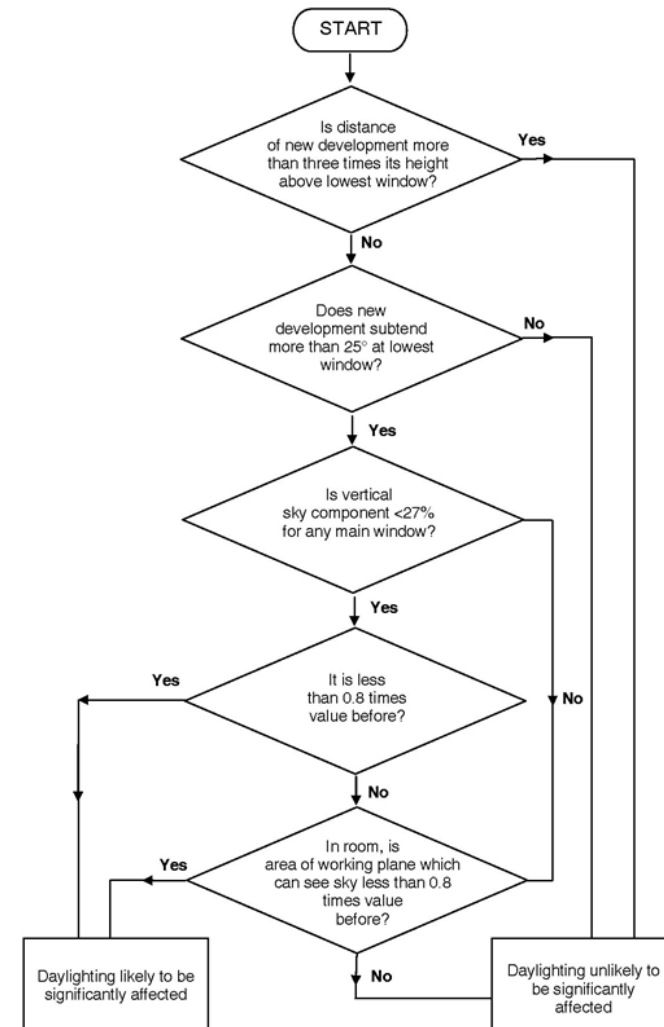 START
Is distance
of new development more
than three times its height
above lowest window?
Yes
No
Does new
development subtend
more than 25° at lowest
window?
No
Yes
Is vertical
sky component <27%
for any main window?
Yes
No
It is less
than 0.8 times
value before?
Yes
No
In room, is
area of working plane which
can see sky less than 0.8
times value
before?
Yes
No
Daylighting likely to be
significantly affected
Daylighting unlikely to
be significantly
affected